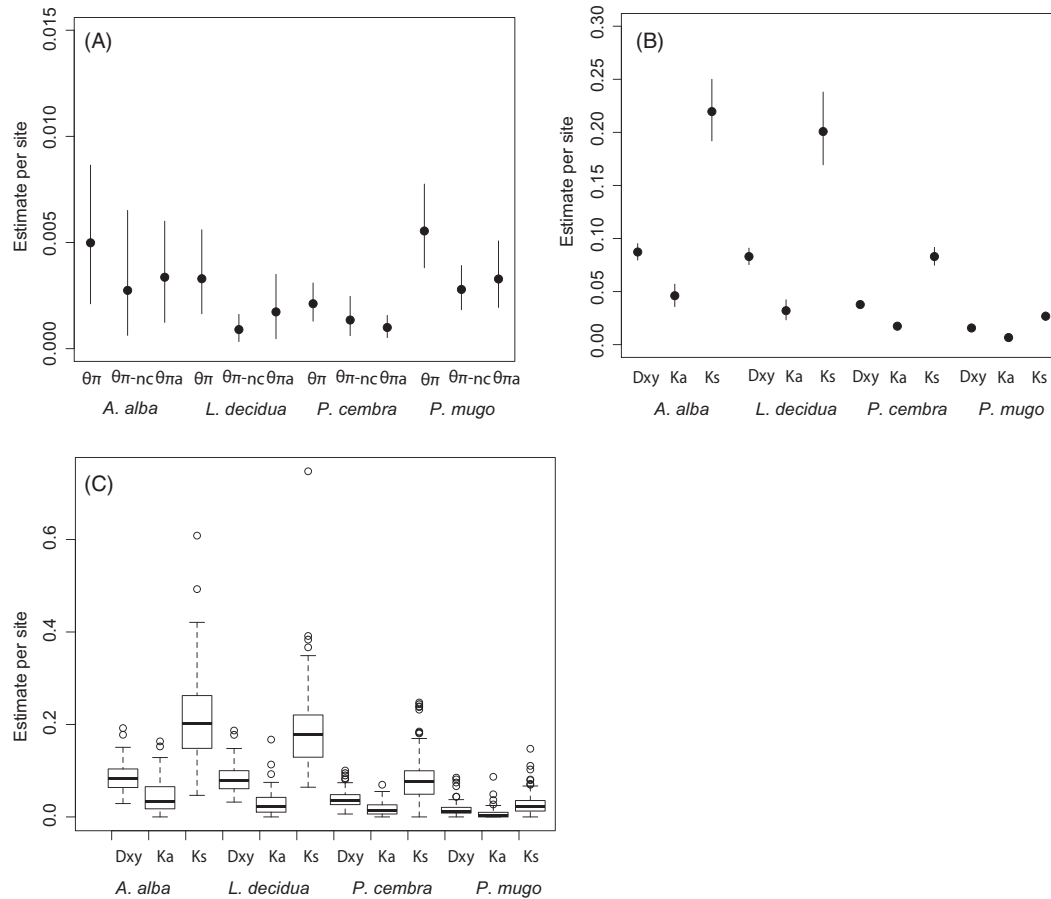 (A)
Estimate per site
0.015
0.010
0.005
0.000
θπ θπ-nc θπa θπ θπ-nc θπa θπ θπ-nc θπa θπ θπ-nc θπa
A. alba L. decidua P. cembra P. mugo
(B)
Estimate per site
0.30
0.25
0.20
0.15
0.10
0.05
0.00
Dxy Ka Ks Dxy Ka Ks Dxy Ka Ks Dxy Ka Ks
A. alba L. decidua P. cembra P. mugo
(C)
Estimate per site
0.6
0.4
0.2
0.0
Dxy Ka Ks Dxy Ka Ks Dxy Ka Ks Dxy Ka Ks
A. alba L. decidua P. cembra P. mugo